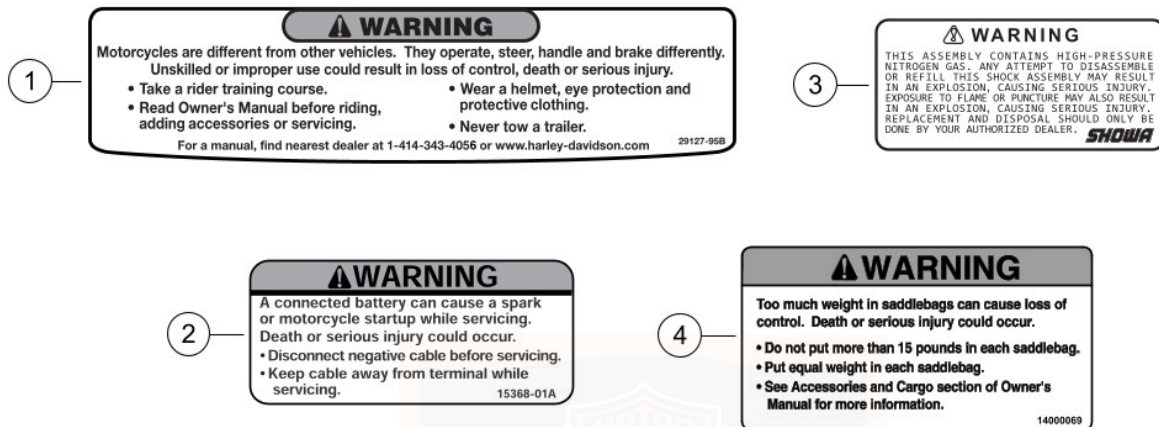 WARNING
Motorcycles are different from other vehicles. They operate, steer, handle and brake differently.
Unskilled or improper use could result in loss of control, death or serious injury.
• Take a rider training course.
• Read Owner's Manual before riding,
adding accessories or servicing.
• Wear a helmet, eye protection and
protective clothing.
• Never tow a trailer.
For a manual, find nearest dealer at 1-414-343-4056 or www.harley-davidson.com
29127-95B
1
WARNING
THIS ASSEMBLY CONTAINS HIGH-PRESSURE
NITROGEN GAS. ANY ATTEMPT TO DISASSEMBLE
OR REFILL THIS SHOCK ASSEMBLY MAY RESULT
IN AN EXPLOSION, CAUSING SERIOUS INJURY.
EXPOSURE TO FLAME OR PUNCTURE MAY ALSO RESULT
IN AN EXPLOSION, CAUSING SERIOUS INJURY.
REPLACEMENT AND DISPOSAL SHOULD ONLY BE
DONE BY YOUR AUTHORIZED DEALER. SHOWA
3
WARNING
A connected battery can cause a spark
or motorcycle startup while servicing.
Death or serious injury could occur.
• Disconnect negative cable before servicing.
• Keep cable away from terminal while
servicing.
15368-01A
2
WARNING
Too much weight in saddlebags can cause loss of
control. Death or serious injury could occur.
• Do not put more than 15 pounds in each saddlebag.
• Put equal weight in each saddlebag.
• See Accessories and Cargo section of Owner's
Manual for more information.
14000069
4